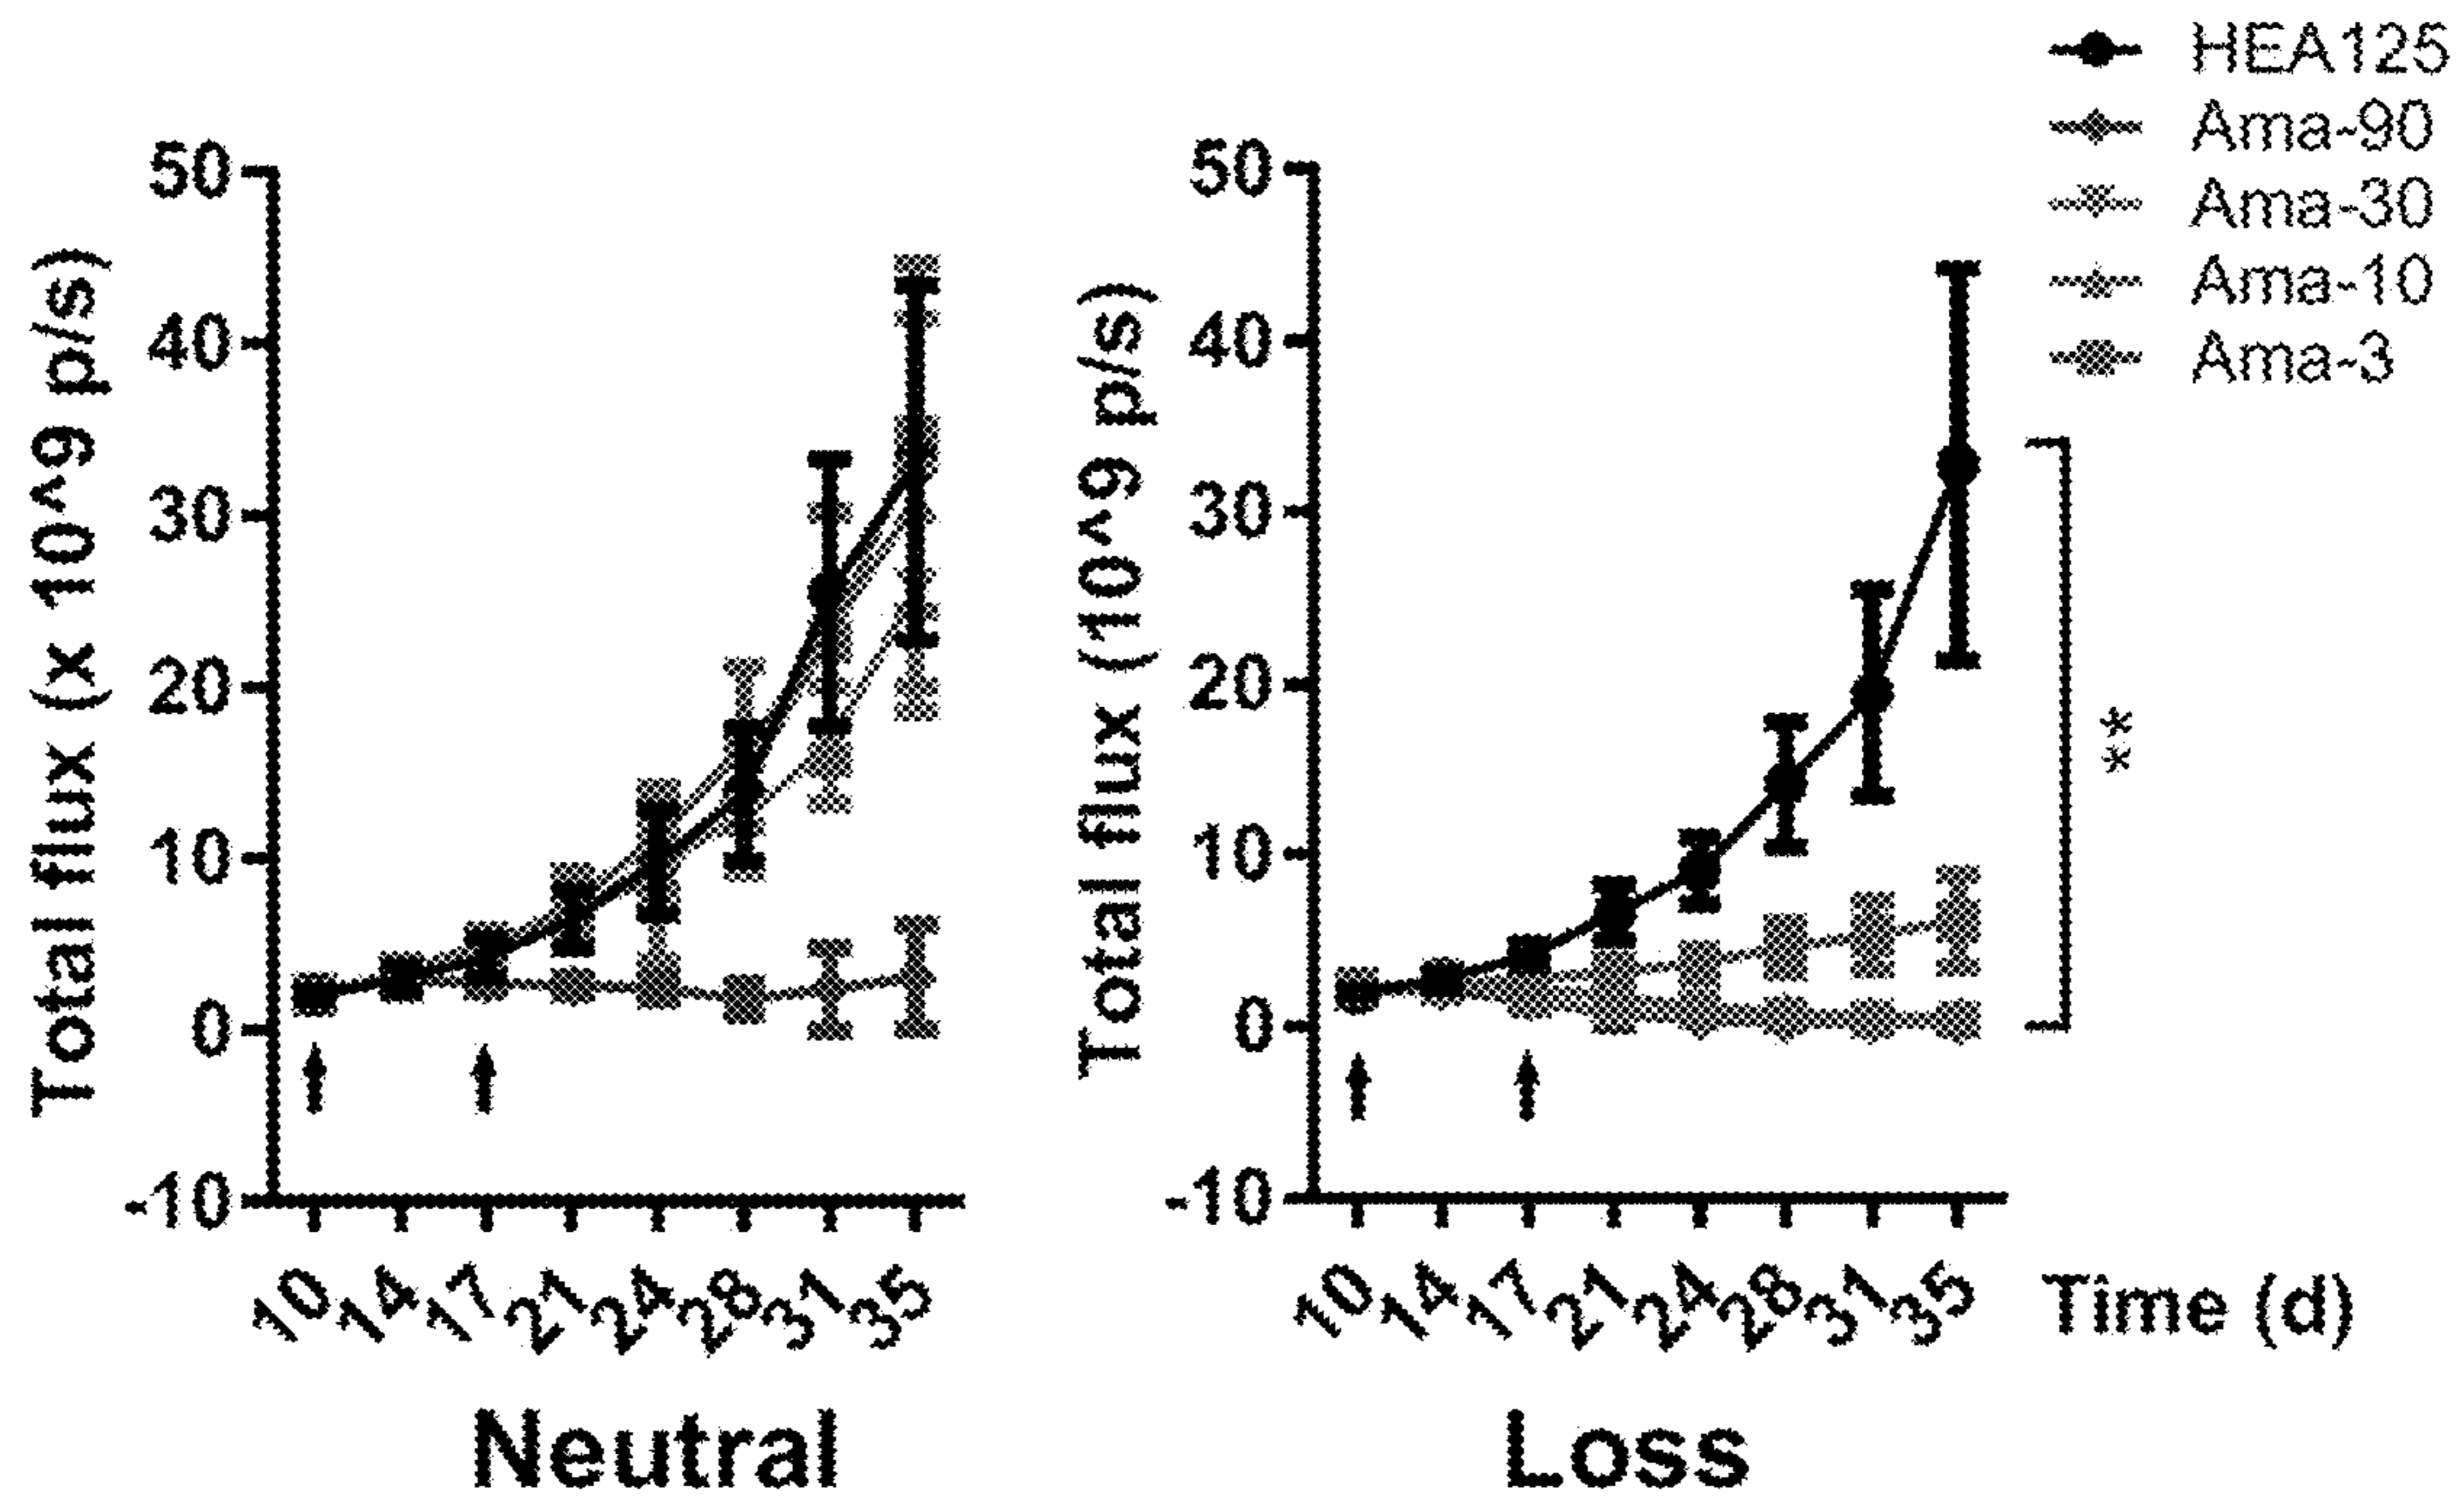 HEA125
Ama-90
Ama-30
Ama-10
Ama-3
Total flux (x 10^9 p/s)
50
40
30
20
10
0
-10
10 14 17 21 24 28 31 35
Neutral
Total flux (10^9 p/s)
50
40
30
20
10
0
-10
10 14 17 21 24 28 31 35
Time (d)
Loss
**